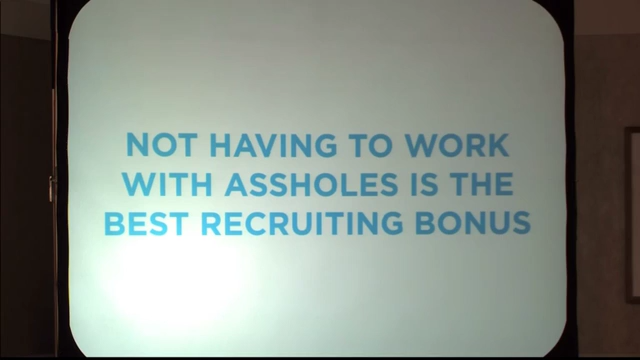 NOT HAVING TO WORK
WITH ASSHOLES IS THE
BEST RECRUITING BONUS